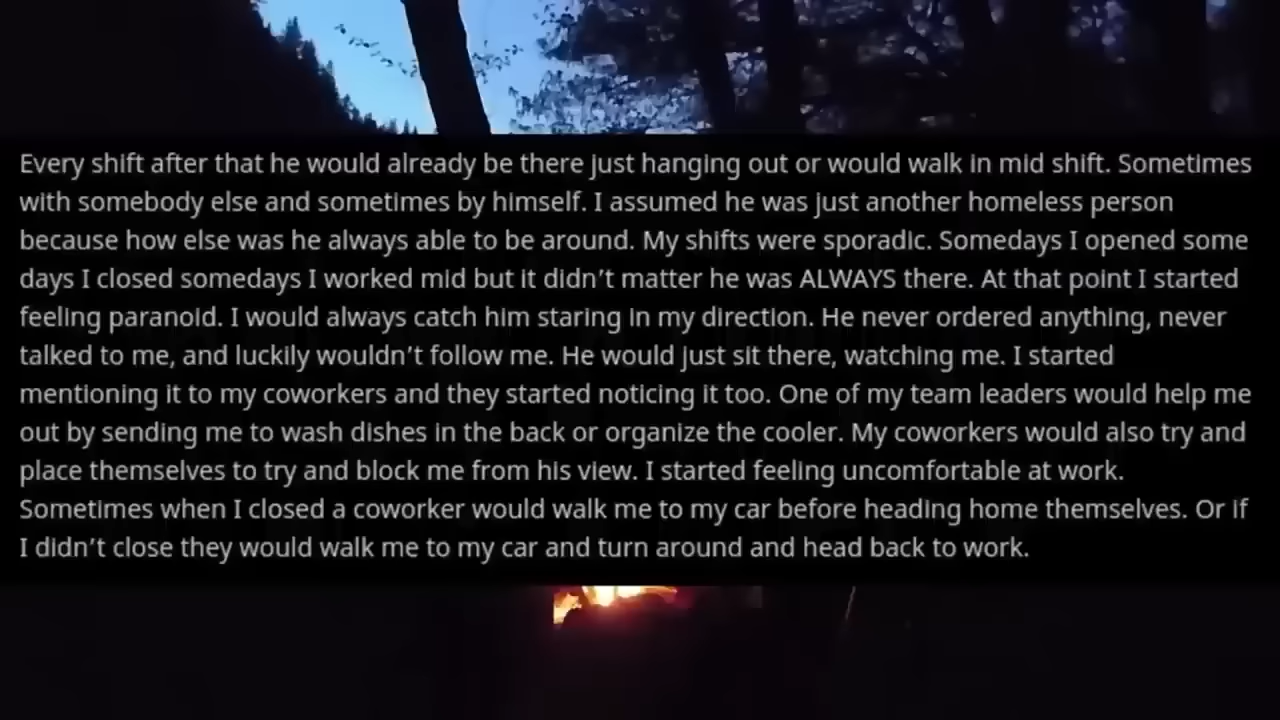 Every shift after that he would already be there just hanging out or would walk in mid shift. Sometimes
with somebody else and sometimes by himself. I assumed he was just another homeless person
because how else was he always able to be around. My shifts were sporadic. Somedays I opened some
days I closed somedays I worked mid but it didn’t matter he was ALWAYS there. At that point I started
feeling paranoid. I would always catch him staring in my direction. He never ordered anything, never
talked to me, and luckily wouldn’t follow me. He would just sit there, watching me. I started
mentioning it to my coworkers and they started noticing it too. One of my team leaders would help me
out by sending me to wash dishes in the back or organize the cooler. My coworkers would also try and
place themselves to try and block me from his view. I started feeling uncomfortable at work.
Sometimes when I closed a coworker would walk me to my car before heading home themselves. Or if
I didn’t close they would walk me to my car and turn around and head back to work.